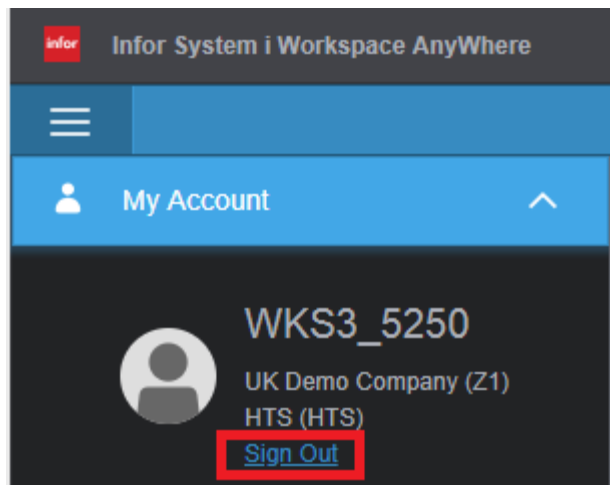 infor Infor System i Workspace AnyWhere
My Account
WKS3_5250
UK Demo Company (Z1)
HTS (HTS)
Sign Out